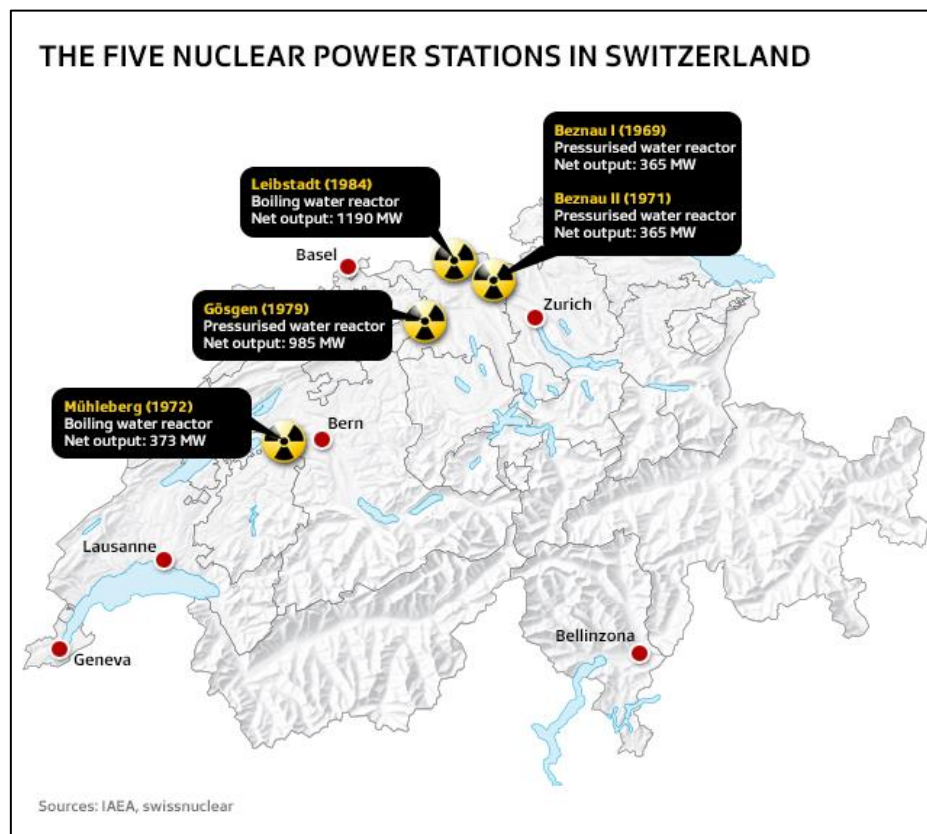 THE FIVE NUCLEAR POWER STATIONS IN SWITZERLAND
Beznau I (1969)
Pressurised water reactor
Net output: 365 MW
Beznau II (1971)
Pressurised water reactor
Net output: 365 MW
Leibstadt (1984)
Boiling water reactor
Net output: 1190 MW
Basel
Zurich
Gösgen (1979)
Pressurised water reactor
Net output: 985 MW
Mühleberg (1972)
Boiling water reactor
Net output: 373 MW
Bern
Lausanne
Geneva
Bellinzona
Sources: IAEA, swissnuclear